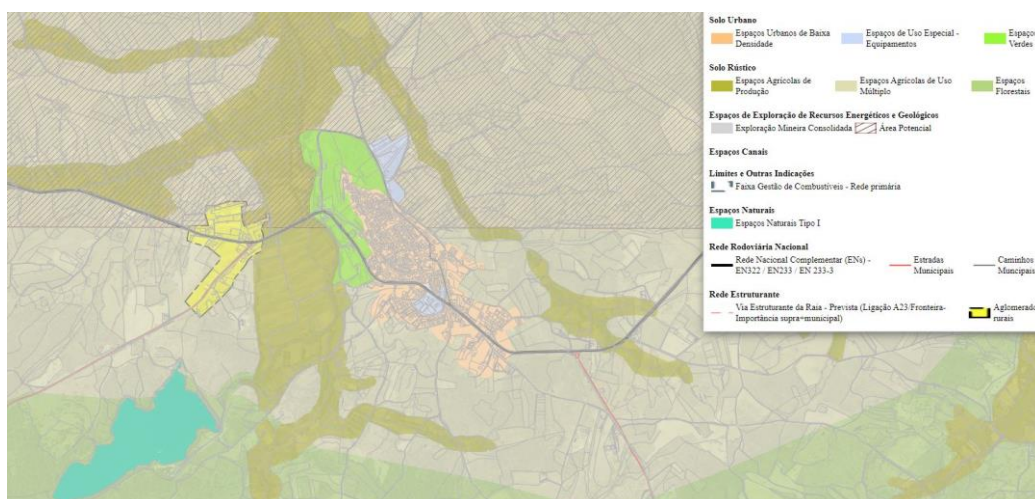 Solo Urbano
Espaços Urbanos de Baixa
Densidade
Espaços de Uso Especial -
Equipamentos
Espaço
Verdes
Solo Rústico
Espaços Agrícolas de
Produção
Espaços Agrícolas de Uso
Múltiplo
Espaços
Florestais
Espaços de Exploração de Recursos Energéticos e Geológicos
Exploração Mineira Consolidada
Área Potencial
Espaços Canais
Limites e Outras Indicações
Faixa Gestão de Combustíveis - Rede primária
Espaços Naturais
Espaços Naturais Tipo I
Rede Rodoviária Nacional
Rede Nacional Complementar (ENs) -
EN322 / EN233 / EN 233-3
Estradas
Municipais
Caminhos
Muncipais
Rede Estruturante
Via Estruturante da Raia - Prevista (Ligação A23/Fronteira-
Importância supra=municipal)
Aglomerado
rurais